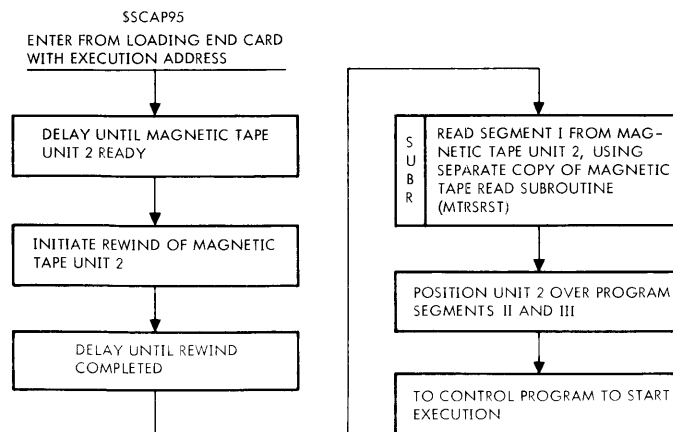 SSCAP95
ENTER FROM LOADING END CARD
WITH EXECUTION ADDRESS
DELAY UNTIL MAGNETIC TAPE
UNIT 2 READY
INITIATE REWIND OF MAGNETIC
TAPE UNIT 2
DELAY UNTIL REWIND
COMPLETED
SUBR
READ SEGMENT I FROM MAG-
NETIC TAPE UNIT 2, USING
SEPARATE COPY OF MAGNETIC
TAPE READ SUBROUTINE
(MTRSRST)
POSITION UNIT 2 OVER PROGRAM
SEGMENTS II AND III
TO CONTROL PROGRAM TO START
EXECUTION